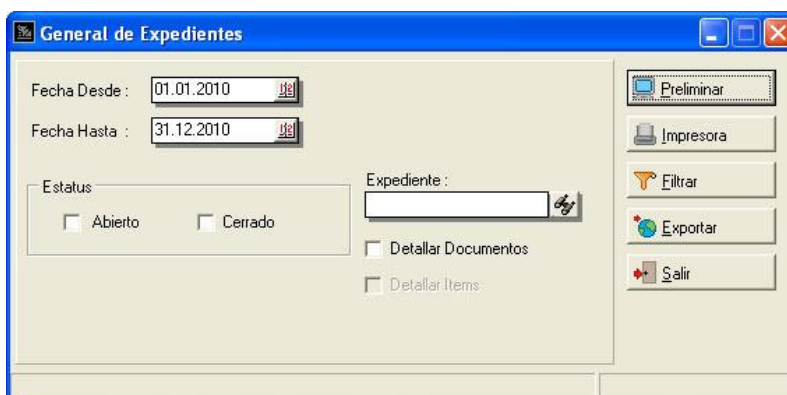 General de Expedientes
Fecha Desde : 01.01.2010
Fecha Hasta : 31.12.2010
Estatus
Abierto Cerrado
Expediente :
Detallar Documentos
Detallar Items
Preliminar
Impresora
Filtrar
Exportar
Salir